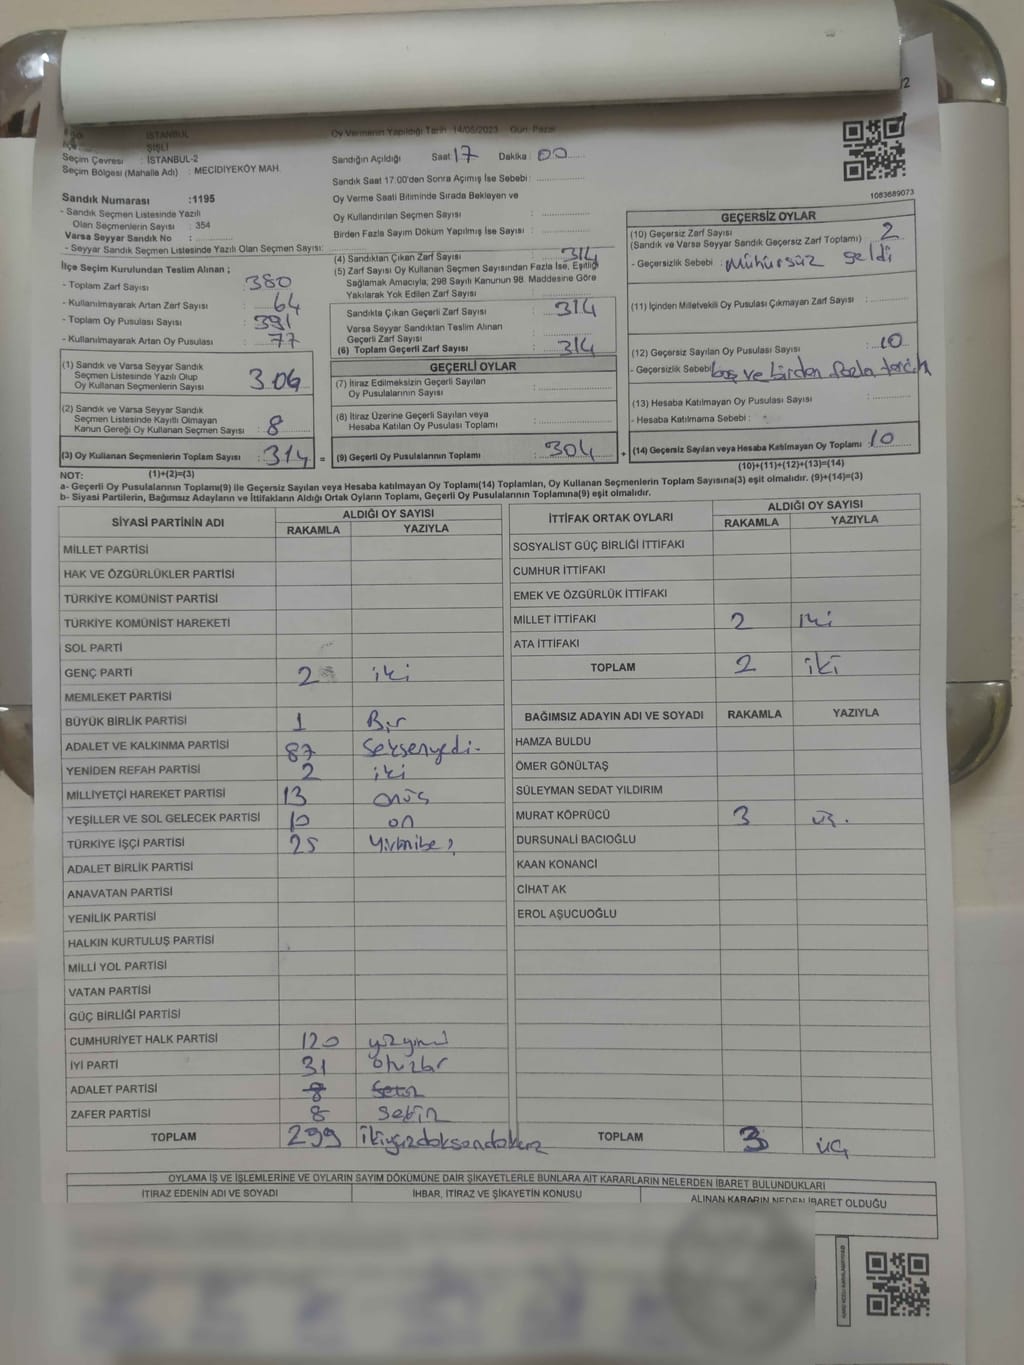 /2
İSTANBUL
ŞİŞLİ
Seçim Çevresi : İSTANBUL-2
Seçim Bölgesi (Mahalle Adı) : MECİDİYEKÖY MAH.
Sandık Numarası :1195
- Sandık Seçmen Listesinde Yazılı
Olan Seçmenlerin Sayısı : 354
Varsa Seyyar Sandık No :
- Seyyar Sandık Seçmen Listesinde Yazılı Olan Seçmen Sayısı:
İlçe Seçim Kurulundan Teslim Alınan ;
- Toplam Zarf Sayısı : 380
- Kullanılmayarak Artan Zarf Sayısı : 64
- Toplam Oy Pusulası Sayısı : 391
- Kullanılmayarak Artan Oy Pusulası : 77
(1) Sandık ve Varsa Seyyar Sandık
Seçmen Listesinde Yazılı Olup
Oy Kullanan Seçmenlerin Sayısı : 306
(2) Sandık ve Varsa Seyyar Sandık
Seçmen Listesinde Kayıtlı Olmayan
Kanun Gereği Oy Kullanan Seçmen Sayısı : 8
(3) Oy Kullanan Seçmenlerin Toplam Sayısı : 314 =
Oy Vermenin Yapıldığı Tarih :14/05/2023 Gün: Pazar
Sandığın Açıldığı Saat 17 Dakika : 00
Sandık Saat 17:00'den Sonra Açımış İse Sebebi :
Oy Verme Saati Bitiminde Sırada Bekleyen ve
Oy Kullandırılan Seçmen Sayısı :
Birden Fazla Sayım Döküm Yapılmış İse Sayısı :
(4) Sandıktan Çıkan Zarf Sayısı : 314
(5) Zarf Sayısı Oy Kullanan Seçmen Sayısından Fazla İse, Eşitliği
Sağlamak Amacıyla, 298 Sayılı Kanunun 98. Maddesine Göre
Yakılarak Yok Edilen Zarf Sayısı :
Sandıkta Çıkan Geçerli Zarf Sayısı : 314
Varsa Seyyar Sandıktan Teslim Alınan
Geçerli Zarf Sayısı :
(6) Toplam Geçerli Zarf Sayısı : 314
GEÇERLİ OYLAR
(7) İtiraz Edilmeksizin Geçerli Sayılan
Oy Pusulalarının Sayısı :
(8) İtiraz Üzerine Geçerli Sayılan veya
Hesaba Katılan Oy Pusulası Toplamı :
(9) Geçerli Oy Pusulalarının Toplamı : 304 +
1083689073
GEÇERSİZ OYLAR
(10) Geçersiz Zarf Sayısı
(Sandık ve Varsa Seyyar Sandık Geçersiz Zarf Toplamı) : 2
- Geçersizlik Sebebi : Mühürsüz geldi
(11) İçinden Milletvekili Oy Pusulası Çıkmayan Zarf Sayısı :
(12) Geçersiz Sayılan Oy Pusulası Sayısı : 10
- Geçersizlik Sebebi boş ve birden fazla tercih
(13) Hesaba Katılmayan Oy Pusulası Sayısı :
- Hesaba Katılmama Sebebi :
(14) Geçersiz Sayılan veya Hesaba Katılmayan Oy Toplamı : 10
(10)+(11)+(12)+(13)=(14)
NOT: (1)+(2)=(3)
a- Geçerli Oy Pusulalarının Toplamı(9) ile Geçersiz Sayılan veya Hesaba katılmayan Oy Toplamı(14) Toplamları, Oy Kullanan Seçmenlerin Toplam Sayısına(3) eşit olmalıdır. (9)+(14)=(3)
b- Siyasi Partilerin, Bağımsız Adayların ve İttifakların Aldığı Ortak Oyların Toplamı, Geçerli Oy Pusulalarının Toplamına(9) eşit olmalıdır.
SİYASİ PARTİNİN ADI ALDIĞI OY SAYISI
RAKAMLA YAZIYLA
MİLLET PARTİSİ
HAK VE ÖZGÜRLÜKLER PARTİSİ
TÜRKİYE KOMÜNİST PARTİSİ
TÜRKİYE KOMÜNİST HAREKETİ
SOL PARTİ
GENÇ PARTİ 2 iki
MEMLEKET PARTİSİ
BÜYÜK BİRLİK PARTİSİ 1 Bir
ADALET VE KALKINMA PARTİSİ 87 seksenyedi
YENİDEN REFAH PARTİSİ 2 iki
MİLLİYETÇİ HAREKET PARTİSİ 13 onüç
YEŞİLLER VE SOL GELECEK PARTİSİ 10 on
TÜRKİYE İŞÇİ PARTİSİ 25 Yirmibeş
ADALET BİRLİK PARTİSİ
ANAVATAN PARTİSİ
YENİLİK PARTİSİ
HALKIN KURTULUŞ PARTİSİ
MİLLİ YOL PARTİSİ
VATAN PARTİSİ
GÜÇ BİRLİĞİ PARTİSİ
CUMHURİYET HALK PARTİSİ 120 yüzyirmi
İYİ PARTİ 31 otuzbir
ADALET PARTİSİ 8 sekiz
ZAFER PARTİSİ 8 sekiz
TOPLAM 299 ikiyüzdoksandokuz
İTTİFAK ORTAK OYLARI ALDIĞI OY SAYISI
RAKAMLA YAZIYLA
SOSYALİST GÜÇ BİRLİĞİ İTTİFAKI
CUMHUR İTTİFAKI
EMEK VE ÖZGÜRLÜK İTTİFAKI
MİLLET İTTİFAKI 2 iki
ATA İTTİFAKI
TOPLAM 2 iki
BAĞIMSIZ ADAYIN ADI VE SOYADI RAKAMLA YAZIYLA
HAMZA BULDU
ÖMER GÖNÜLTAŞ
SÜLEYMAN SEDAT YILDIRIM
MURAT KÖPRÜCÜ 3 üç.
DURSUNALİ BACIOĞLU
KAAN KONANCİ
CİHAT AK
EROL AŞUCUOĞLU
TOPLAM 3 üç
OYLAMA İŞ VE İŞLEMLERİNE VE OYLARIN SAYIM DÖKÜMÜNE DAİR ŞİKAYETLERLE BUNLARA AİT KARARLARIN NELERDEN İBARET BULUNDUKLARI
İTİRAZ EDENİN ADI VE SOYADI İHBAR, İTİRAZ VE ŞİKAYETİN KONUSU ALINAN KARARIN NEDEN İBARET OLDUĞU